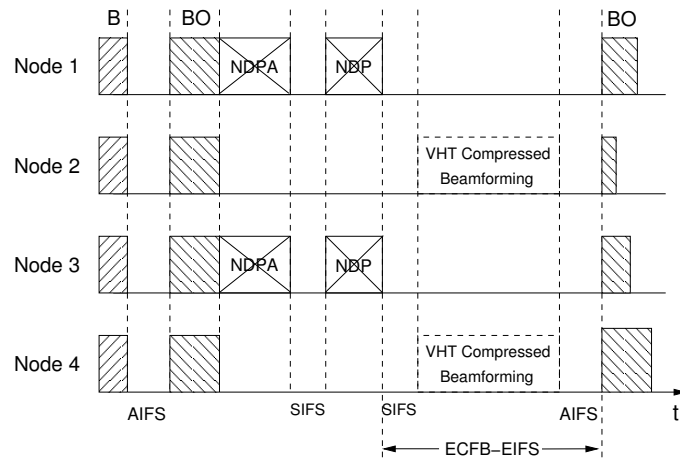 B BO BO
Node 1 NDPA NDP
Node 2 VHT Compressed
Beamforming
Node 3 NDPA NDP
Node 4 VHT Compressed
Beamforming
AIFS SIFS SIFS AIFS t
ECFB−EIFS